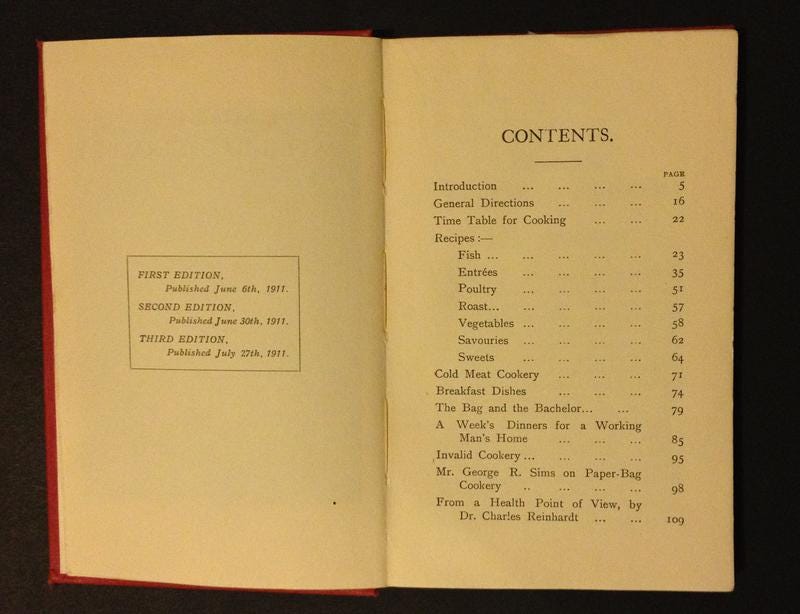 FIRST EDITION,
Published June 6th, 1911.
SECOND EDITION,
Published June 30th, 1911.
THIRD EDITION,
Published July 27th, 1911.
CONTENTS.
PAGE
Introduction ... ... ... ... 5
General Directions ... ... ... 16
Time Table for Cooking ... ... 22
Recipes :—
Fish ... ... ... ... ... 23
Entrées ... ... ... ... 35
Poultry ... ... ... ... 51
Roast... ... ... ... ... 57
Vegetables ... ... ... ... 58
Savouries ... ... ... ... 62
Sweets ... ... ... ... 64
Cold Meat Cookery ... ... ... 71
Breakfast Dishes ... ... ... 74
The Bag and the Bachelor... ... 79
A Week's Dinners for a Working
Man's Home ... ... ... 85
Invalid Cookery ... ... ... ... 95
Mr. George R. Sims on Paper-Bag
Cookery .. ... ... ... 98
From a Health Point of View, by
Dr. Charles Reinhardt ... ... 109